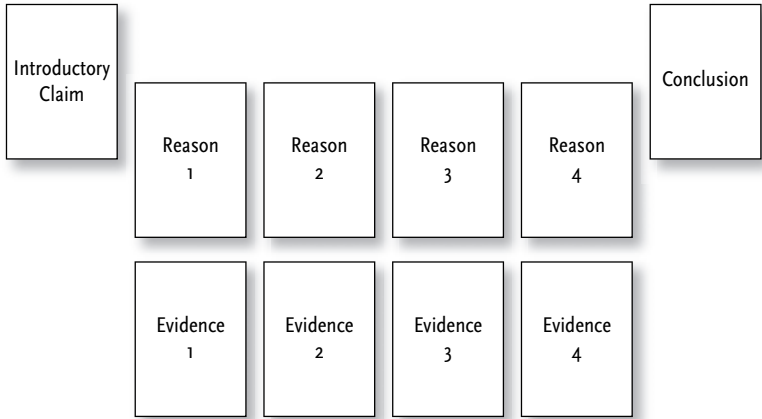 Introductory
Claim
Conclusion
Reason
1
Reason
2
Reason
3
Reason
4
Evidence
1
Evidence
2
Evidence
3
Evidence
4